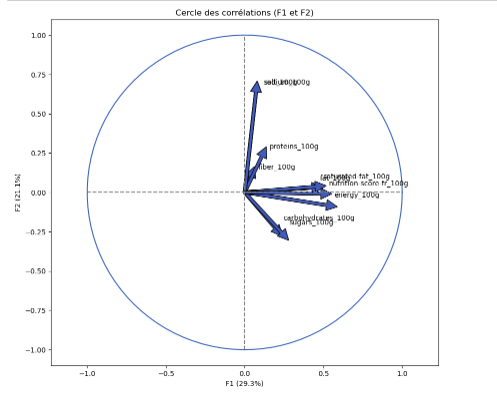 Cercle des corrélations (F1 et F2)
1.00
0.75
0.50
0.25
0.00
−0.25
−0.50
−0.75
−1.00
F2 (21.1%)
proteins_100g
fiber_100g
nutrition score fr_100g
energy_100g
carbohydrates_100g
sugars_100g
−1.0
−0.5
0.0
0.5
1.0
F1 (29.3%)